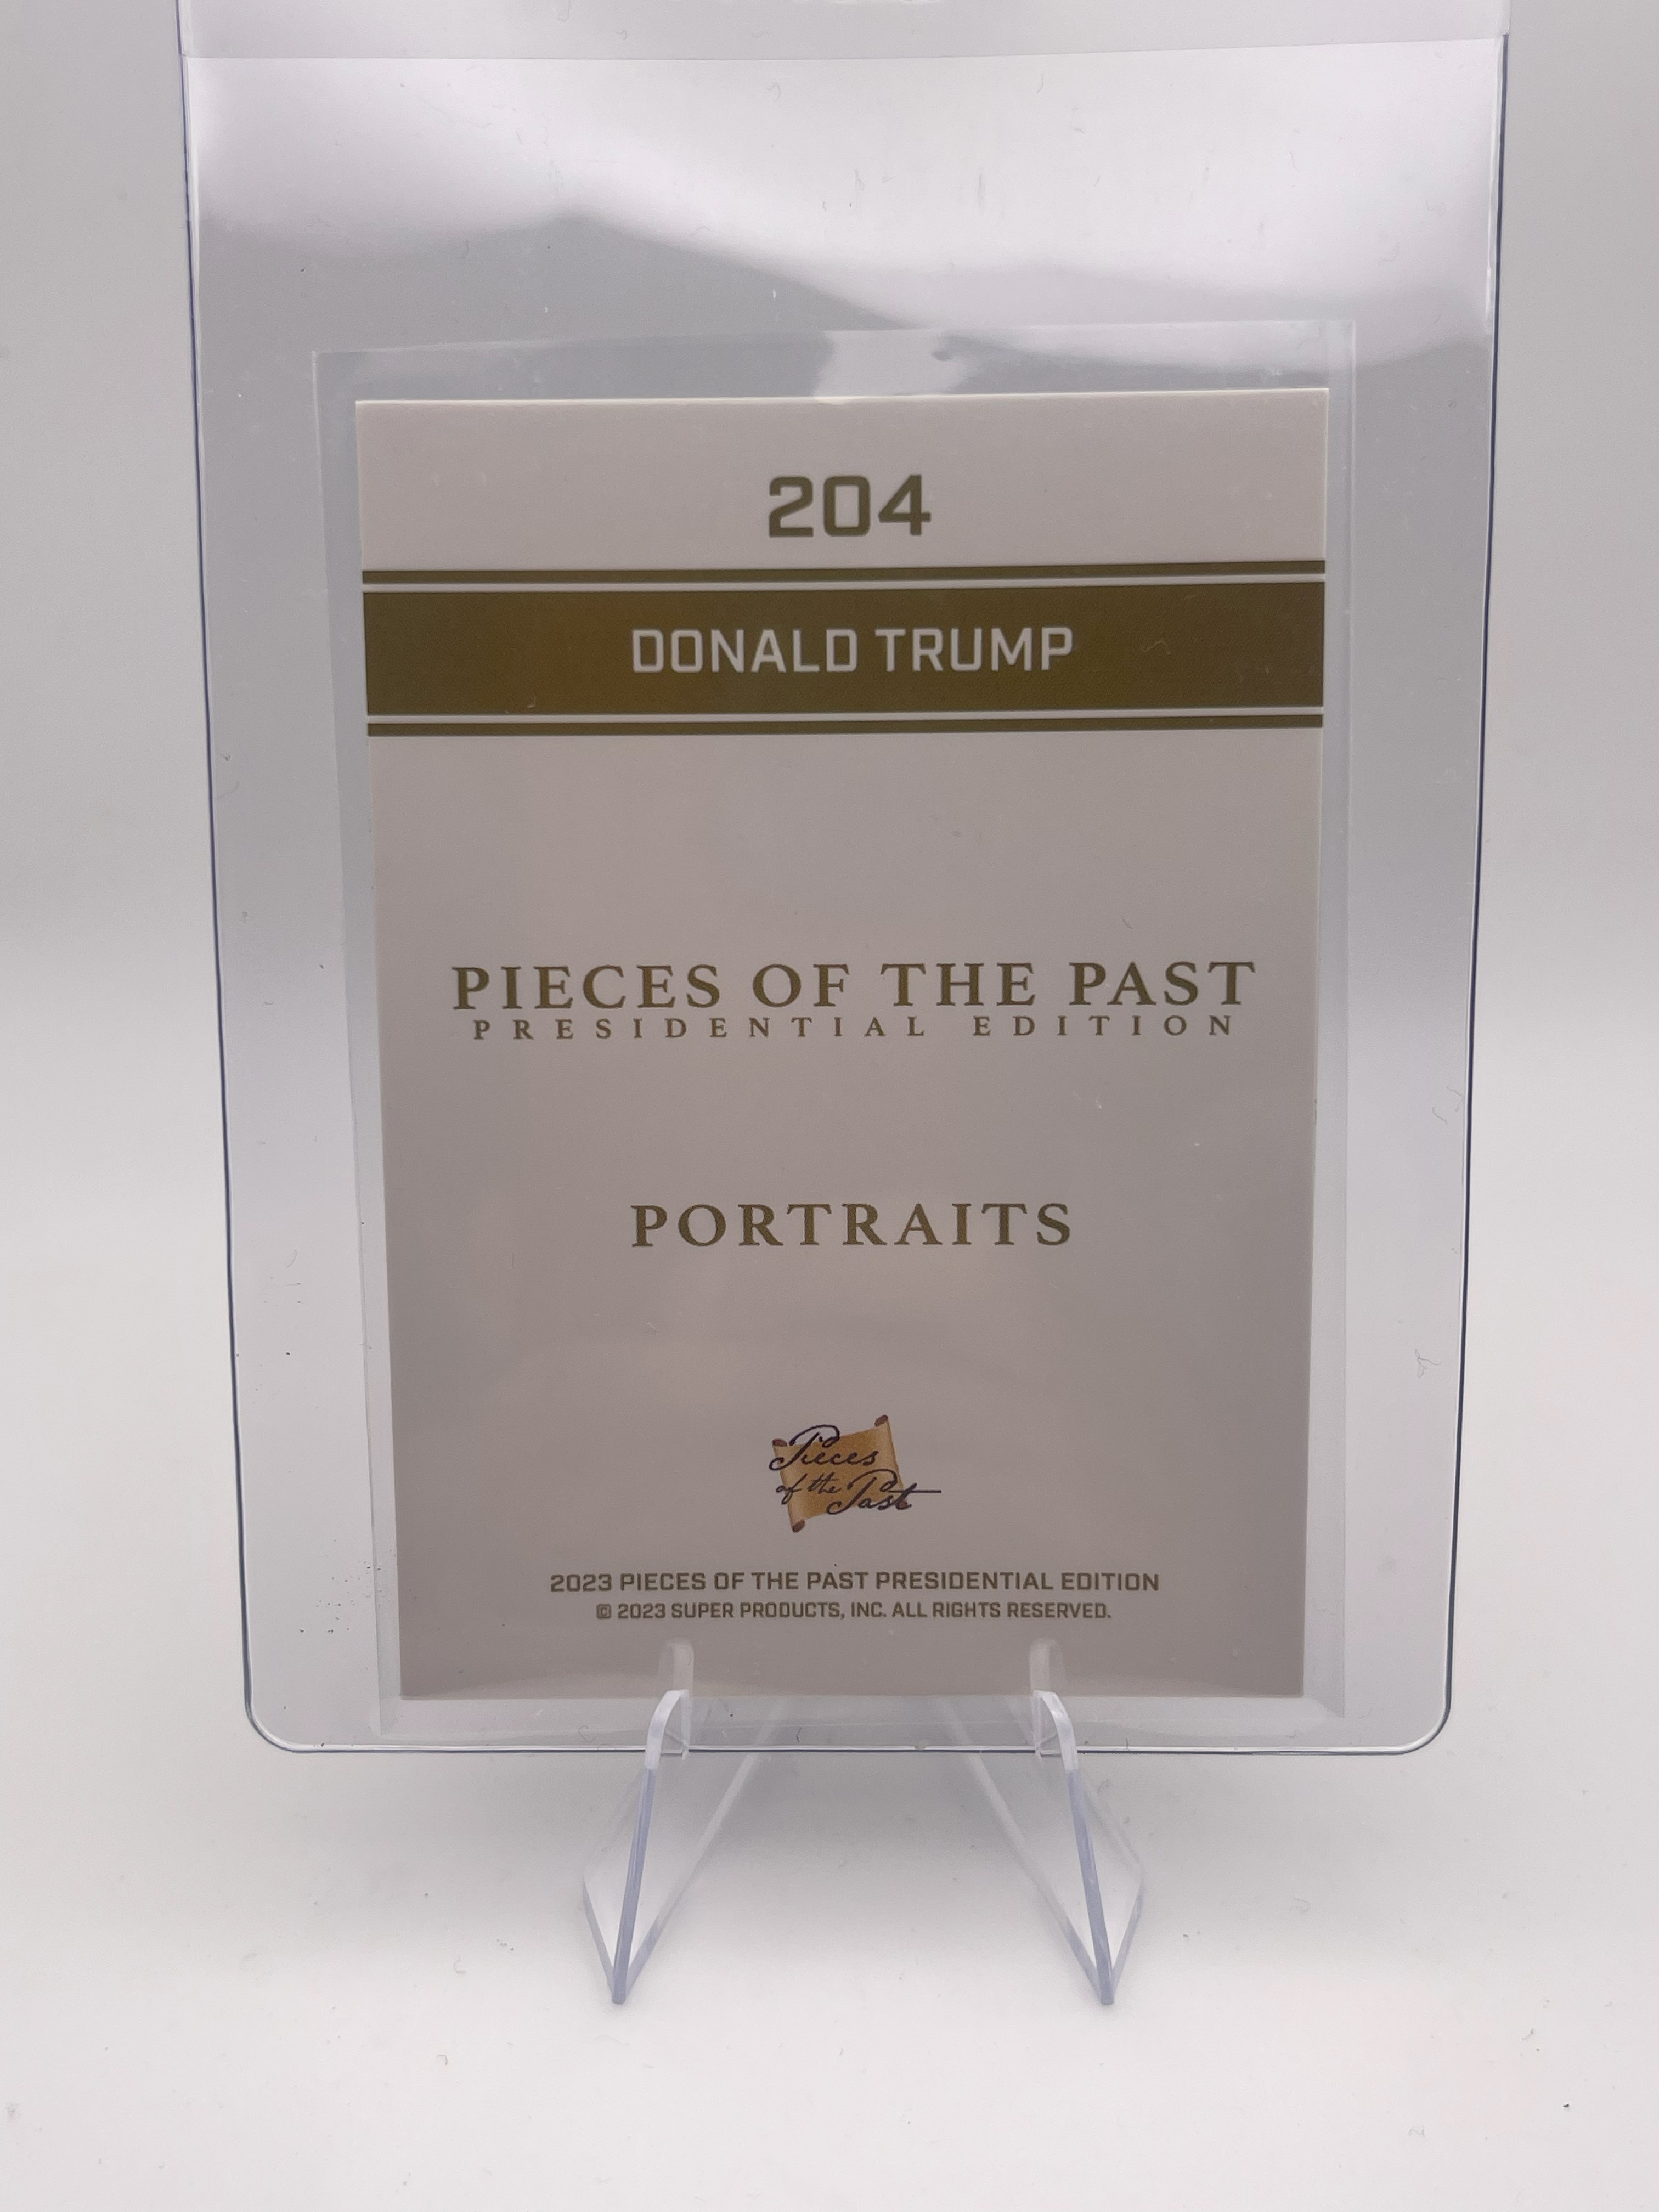 204
DONALD TRUMP
PIECES OF THE PAST
PRESIDENTIAL EDITION
PORTRAITS
Pieces
of the Past
2023 PIECES OF THE PAST PRESIDENTIAL EDITION
© 2023 SUPER PRODUCTS, INC. ALL RIGHTS RESERVED.